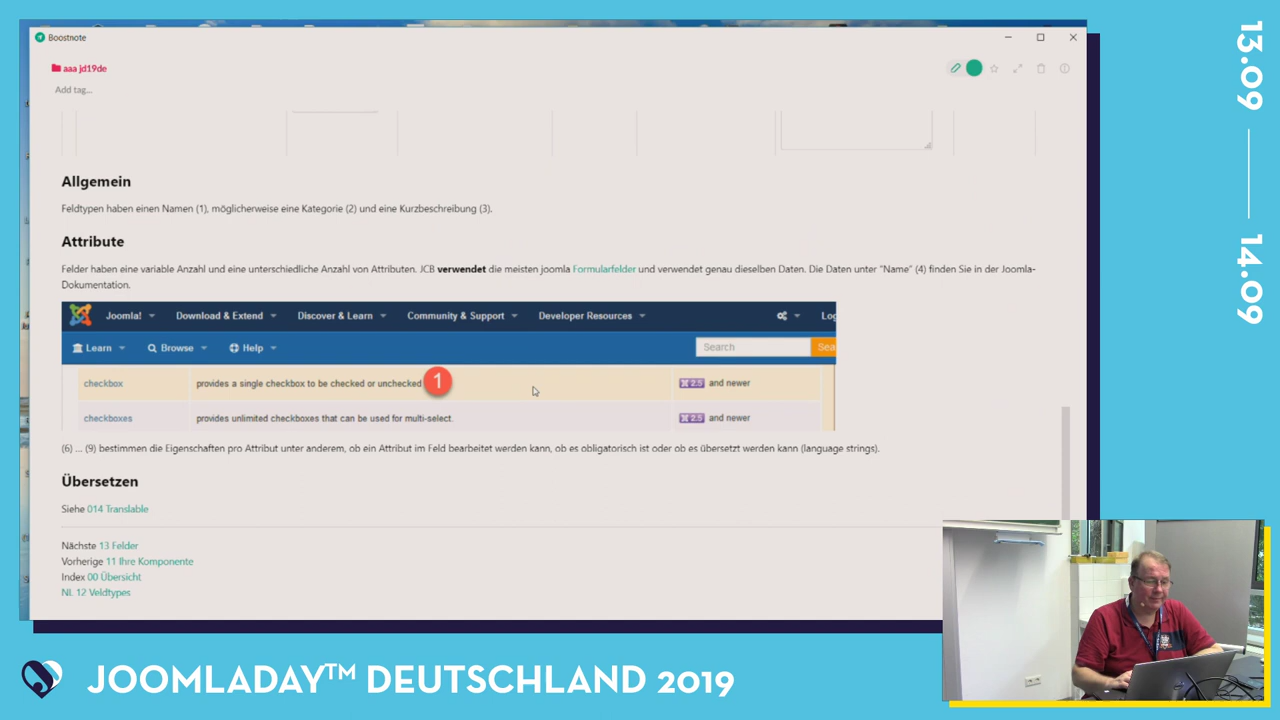 Boostnote
aaa jd19de
Add tag...
Allgemein
Feldtypen haben einen Namen (1), möglicherweise eine Kategorie (2) und eine Kurzbeschreibung (3).
Attribute
Felder haben eine variable Anzahl und eine unterschiedliche Anzahl von Attributen. JCB verwendet die meisten joomla Formularfelder und verwendet genau dieselben Daten. Die Daten unter "Name" (4) finden Sie in der Joomla-
Dokumentation.
Joomla! Download & Extend Discover & Learn Community & Support Developer Resources Log
Learn Browse Help Search Sea
checkbox provides a single checkbox to be checked or unchecked 1 2.5 and newer
checkboxes provides unlimited checkboxes that can be used for multi-select. 2.5 and newer
(6) ... (9) bestimmen die Eigenschaften pro Attribut unter anderem, ob ein Attribut im Feld bearbeitet werden kann, ob es obligatorisch ist oder ob es übersetzt werden kann (language strings).
Übersetzen
Siehe 014 Translable
Nächste 13 Felder
Vorherige 11 Ihre Komponente
Index 00 Übersicht
NL 12 Veldtypes
13.09
14.09
JOOMLADAY™ DEUTSCHLAND 2019